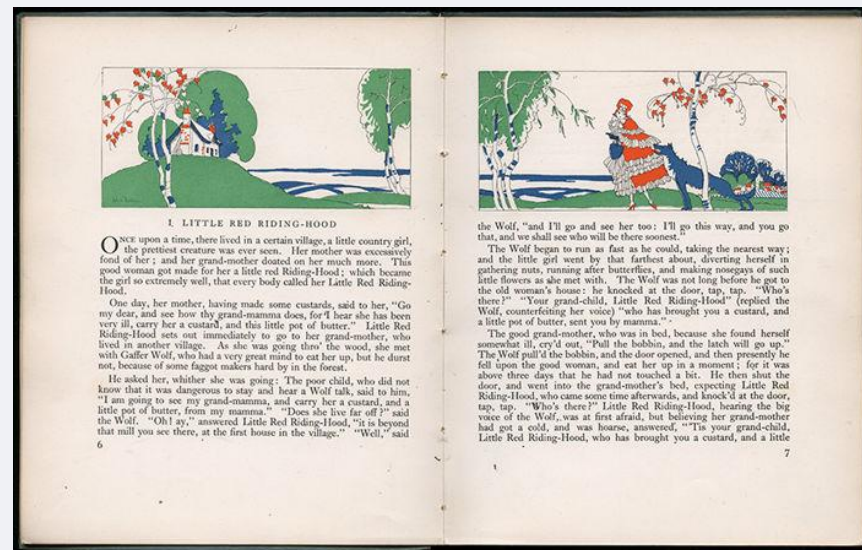 I. LITTLE RED RIDING-HOOD
ONCE upon a time, there lived in a certain village, a little country girl,
the prettiest creature was ever seen. Her mother was excessively
fond of her; and her grand-mother doated on her much more. This
good woman got made for her a little red Riding-Hood; which became
the girl so extremely well, that every body called her Little Red Riding-
Hood.
One day, her mother, having made some custards, said to her, "Go
my dear, and see how thy grand-mamma does, for I hear she has been
very ill, carry her a custard, and this little pot of butter." Little Red
Riding-Hood sets out immediately to go to her grand-mother, who
lived in another village. As she was going thro' the wood, she met
with Gaffer Wolf, who had a very great mind to eat her up, but he durst
not, because of some faggot makers hard by in the forest.
He asked her, whither she was going: The poor child, who did not
know that it was dangerous to stay and hear a Wolf talk, said to him,
"I am going to see my grand-mamma, and carry her a custard, and a
little pot of butter, from my mamma." "Does she live far off?" said
the Wolf. "Oh! ay," answered Little Red Riding-Hood, "it is beyond
that mill you see there, at the first house in the village." "Well," said
6
the Wolf, "and I'll go and see her too: I'll go this way, and you go
that, and we shall see who will be there soonest."
The Wolf began to run as fast as he could, taking the nearest way;
and the little girl went by that farthest about, diverting herself in
gathering nuts, running after butterflies, and making nosegays of such
little flowers as she met with. The Wolf was not long before he got to
the old woman's house: he knocked at the door, tap, tap. "Who's
there?" "Your grand-child, Little Red Riding-Hood" (replied the
Wolf, counterfeiting her voice) "who has brought you a custard, and
a little pot of butter, sent you by mamma."
The good grand-mother, who was in bed, because she found herself
somewhat ill, cry'd out, "Pull the bobbin, and the latch will go up."
The Wolf pull'd the bobbin, and the door opened, and then presently he
fell upon the good woman, and eat her up in a moment; for it was
above three days that he had not touched a bit. He then shut the
door, and went into the grand-mother's bed, expecting Little Red
Riding-Hood, who came some time afterwards, and knock'd at the door,
tap, tap. "Who's there?" Little Red Riding-Hood, hearing the big
voice of the Wolf, was at first afraid, but believing her grand-mother
had got a cold, and was hoarse, answered, "'Tis your grand-child,
Little Red Riding-Hood, who has brought you a custard, and a little
7